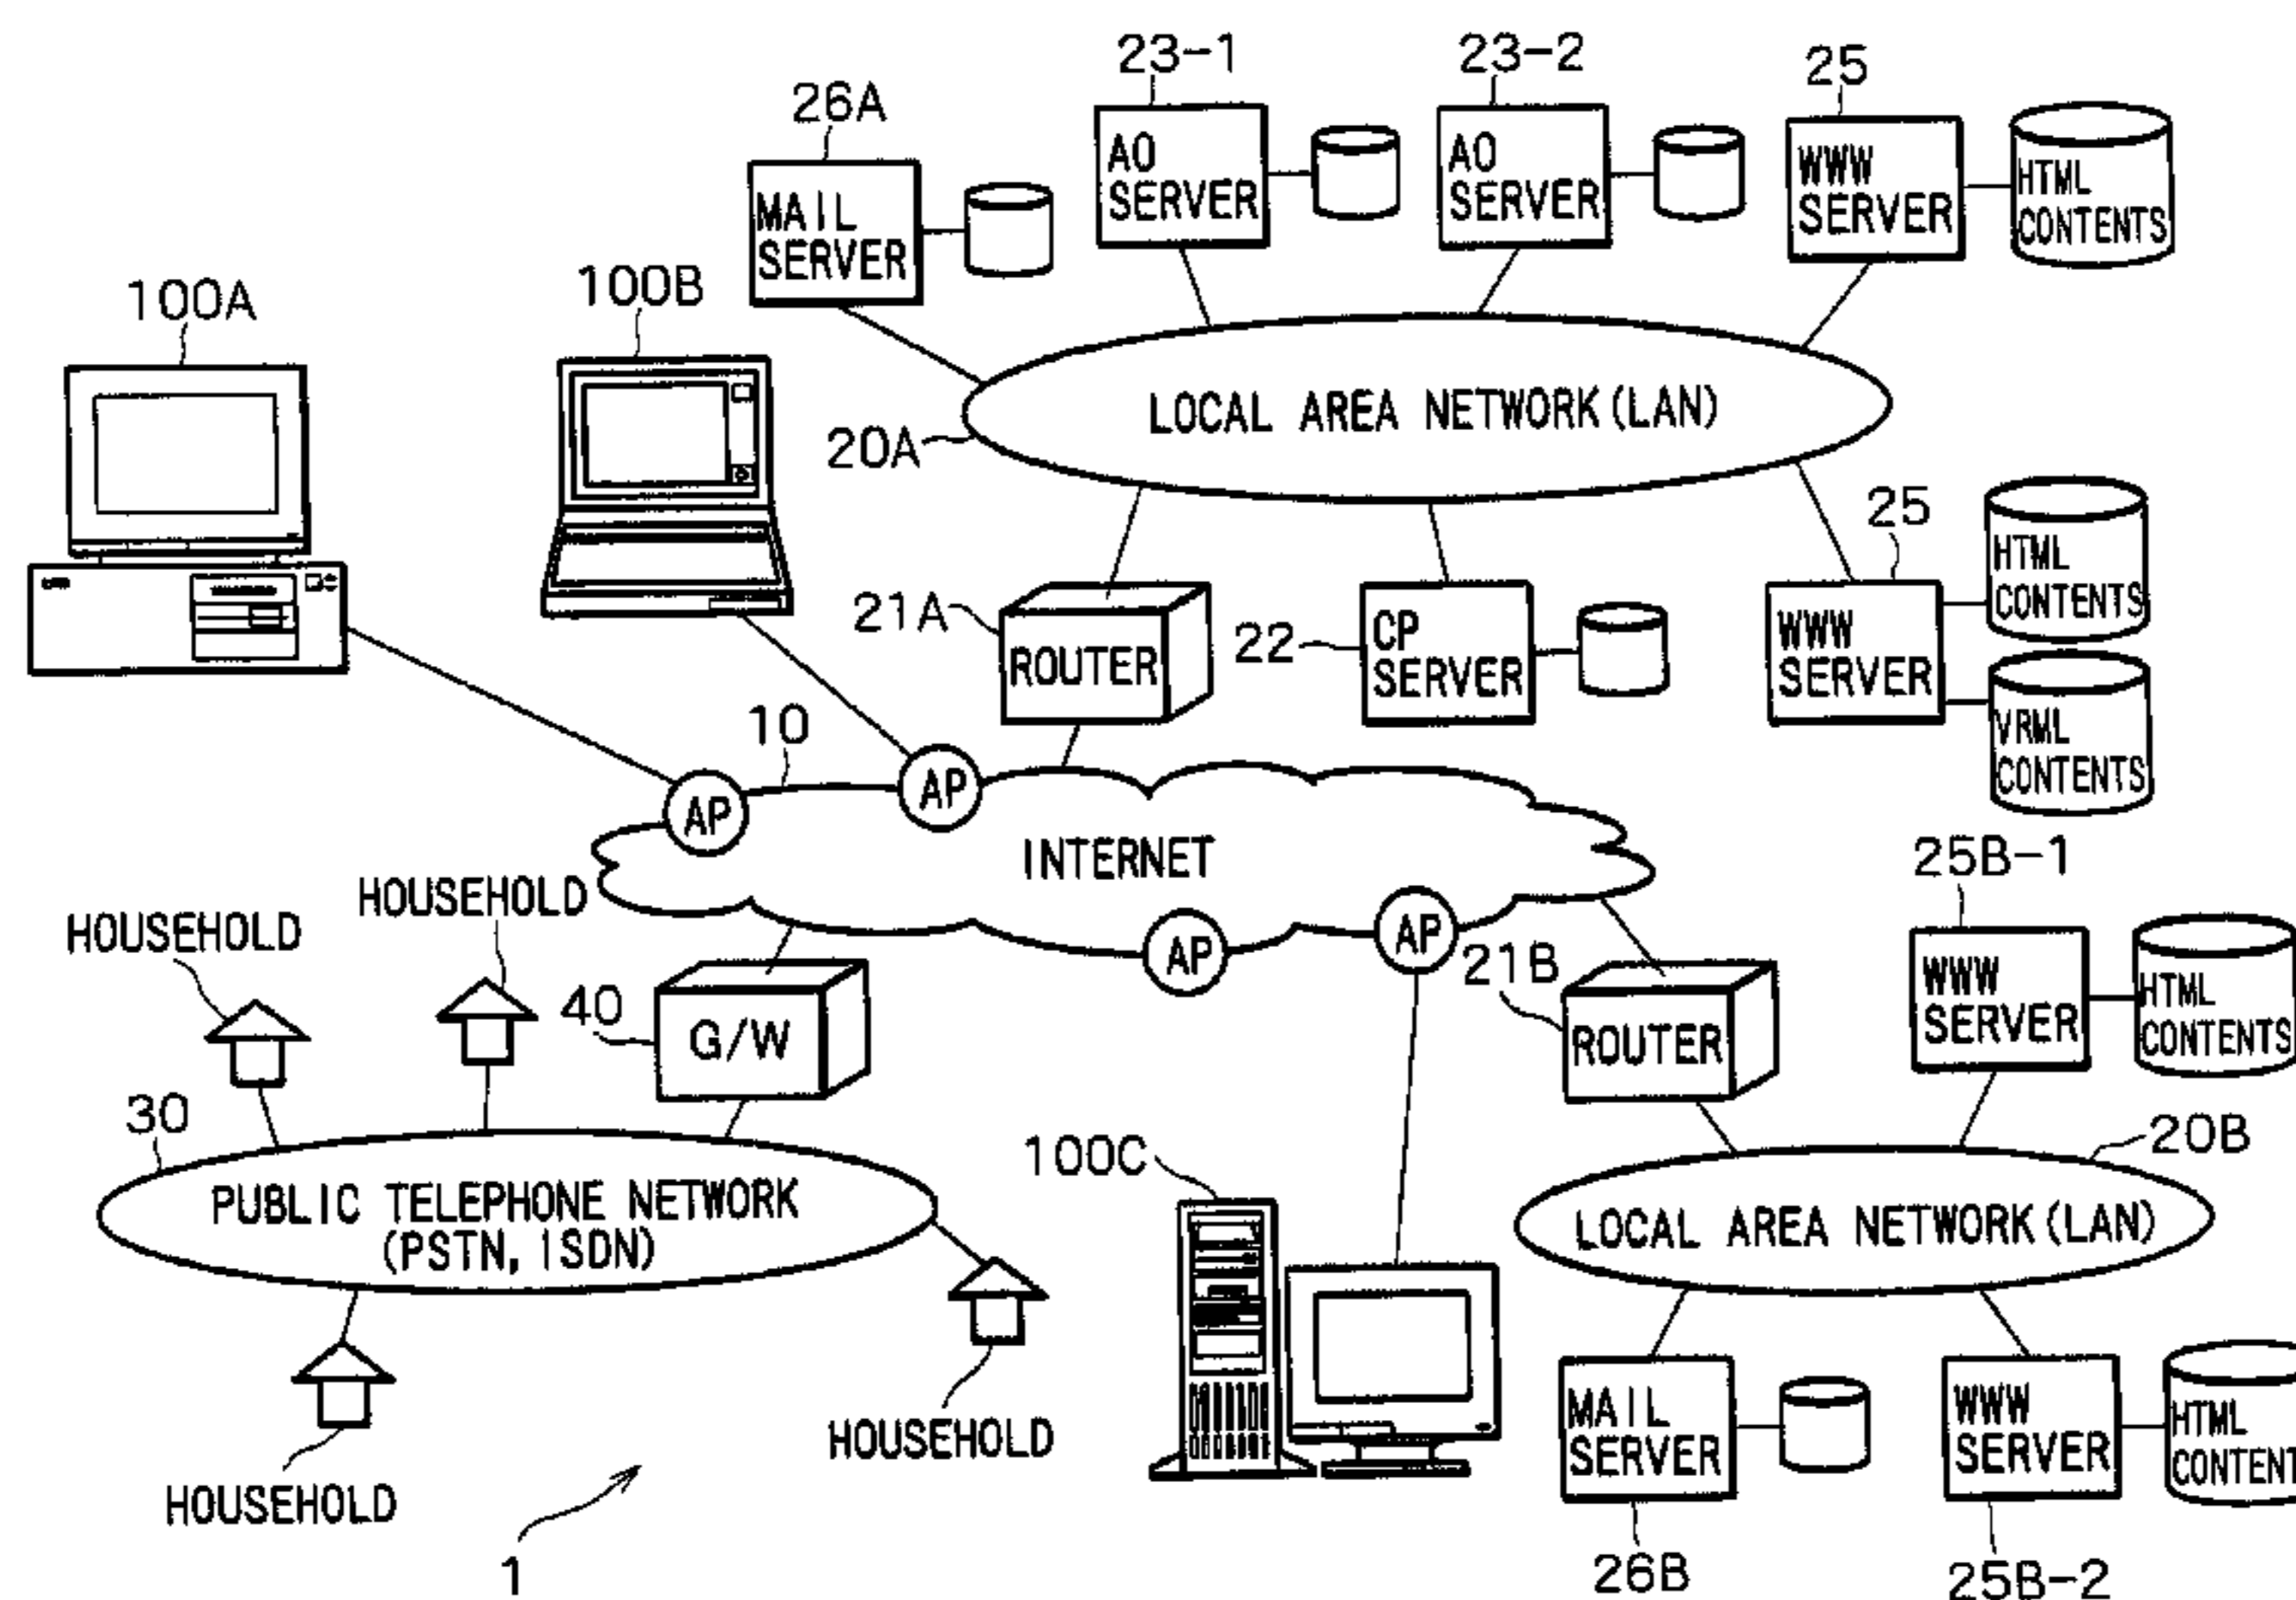 23-1
23-2
25
26A
AO
SERVER
AO
SERVER
WWW
SERVER
HTML
CONTENTS
MAIL
SERVER
100A
100B
LOCAL AREA NETWORK(LAN)
20A
25
HTML
CONTENTS
21A
ROUTER
22
CP
SERVER
WWW
SERVER
VRML
CONTENTS
10
AP
AP
INTERNET
25B-1
HOUSEHOLD
HOUSEHOLD
AP
AP
21B
WWW
SERVER
HTML
CONTENTS
40
G/W
ROUTER
30
100C
20B
PUBLIC TELEPHONE NETWORK
(PSTN, ISDN)
LOCAL AREA NETWORK(LAN)
HOUSEHOLD
HOUSEHOLD
MAIL
SERVER
WWW
SERVER
HTML
CONTENT
1
26B
25B-2